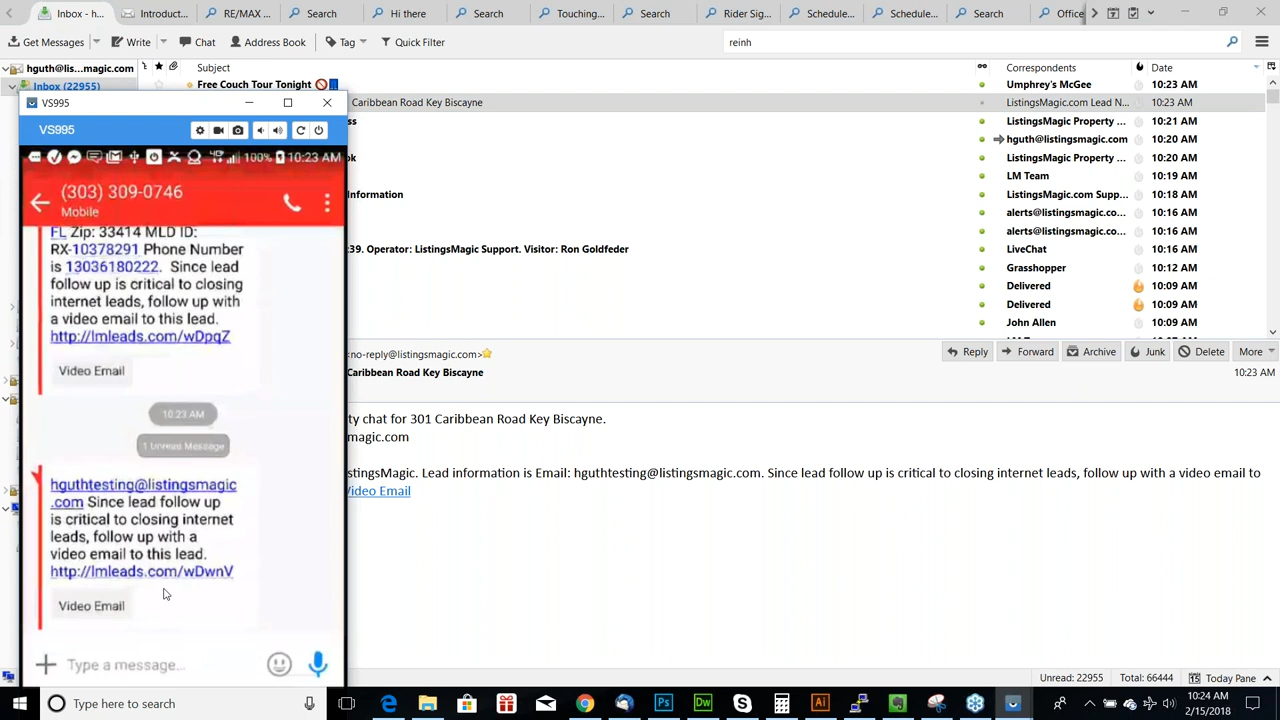 Inbox - h...
Introduct...
RE/MAX ...
Search
Hi there
Search
Touching...
Search
Rider Sig...
Schedule...
Schedule...
Search
Office
Get Messages
Write
Chat
Address Book
Tag
Quick Filter
reinh
hguth@lis...magic.com
Subject
Correspondents
Date
Inbox (22955)
Free Couch Tour Tonight
Umphrey's McGee
10:23 AM
VS995
Caribbean Road Key Biscayne
ListingsMagic.com Lead N...
10:23 AM
ss
ListingsMagic Property ...
10:21 AM
VS995
hguth@listingsmagic.com
10:20 AM
100% 10:23 AM
ok
ListingsMagic Property ...
10:20 AM
LM Team
10:19 AM
(303) 309-0746
Mobile
Information
ListingsMagic.com Supp...
10:18 AM
alerts@listingsmagic.co...
10:16 AM
alerts@listingsmagic.co...
10:16 AM
:39. Operator: ListingsMagic Support. Visitor: Ron Goldfeder
LiveChat
10:16 AM
Grasshopper
10:12 AM
Delivered
10:09 AM
Delivered
10:09 AM
John Allen
10:09 AM
FL Zip: 33414 MLD ID:
RX-10378291 Phone Number
is 13036180222. Since lead
follow up is critical to closing
internet leads, follow up with
a video email to this lead.
http://lmleads.com/wDpqZ
Video Email
<no-reply@listingsmagic.com>
Reply
Forward
Archive
Junk
Delete
More
Caribbean Road Key Biscayne
10:23 AM
10:23 AM
1 Unread Message
ty chat for 301 Caribbean Road Key Biscayne.
magic.com
stingsMagic. Lead information is Email: hguthtesting@listingsmagic.com. Since lead follow up is critical to closing internet leads, follow up with a video email to
Video Email
hguthtesting@listingsmagic
.com Since lead follow up
is critical to closing internet
leads, follow up with a
video email to this lead.
http://lmleads.com/wDwnV
Video Email
Type a message...
Unread: 22955
Total: 66444
Today Pane
Type here to search
10:24 AM
2/15/2018